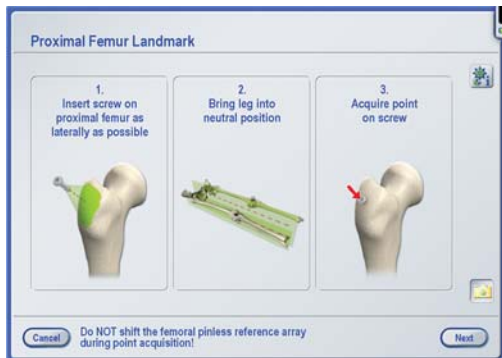 Proximal Femur Landmark
1.
Insert screw on
proximal femur as
laterally as possible
2.
Bring leg into
neutral position
3.
Acquire point
on screw
Cancel
Do NOT shift the femoral pinless reference array
during point acquisition!
Next